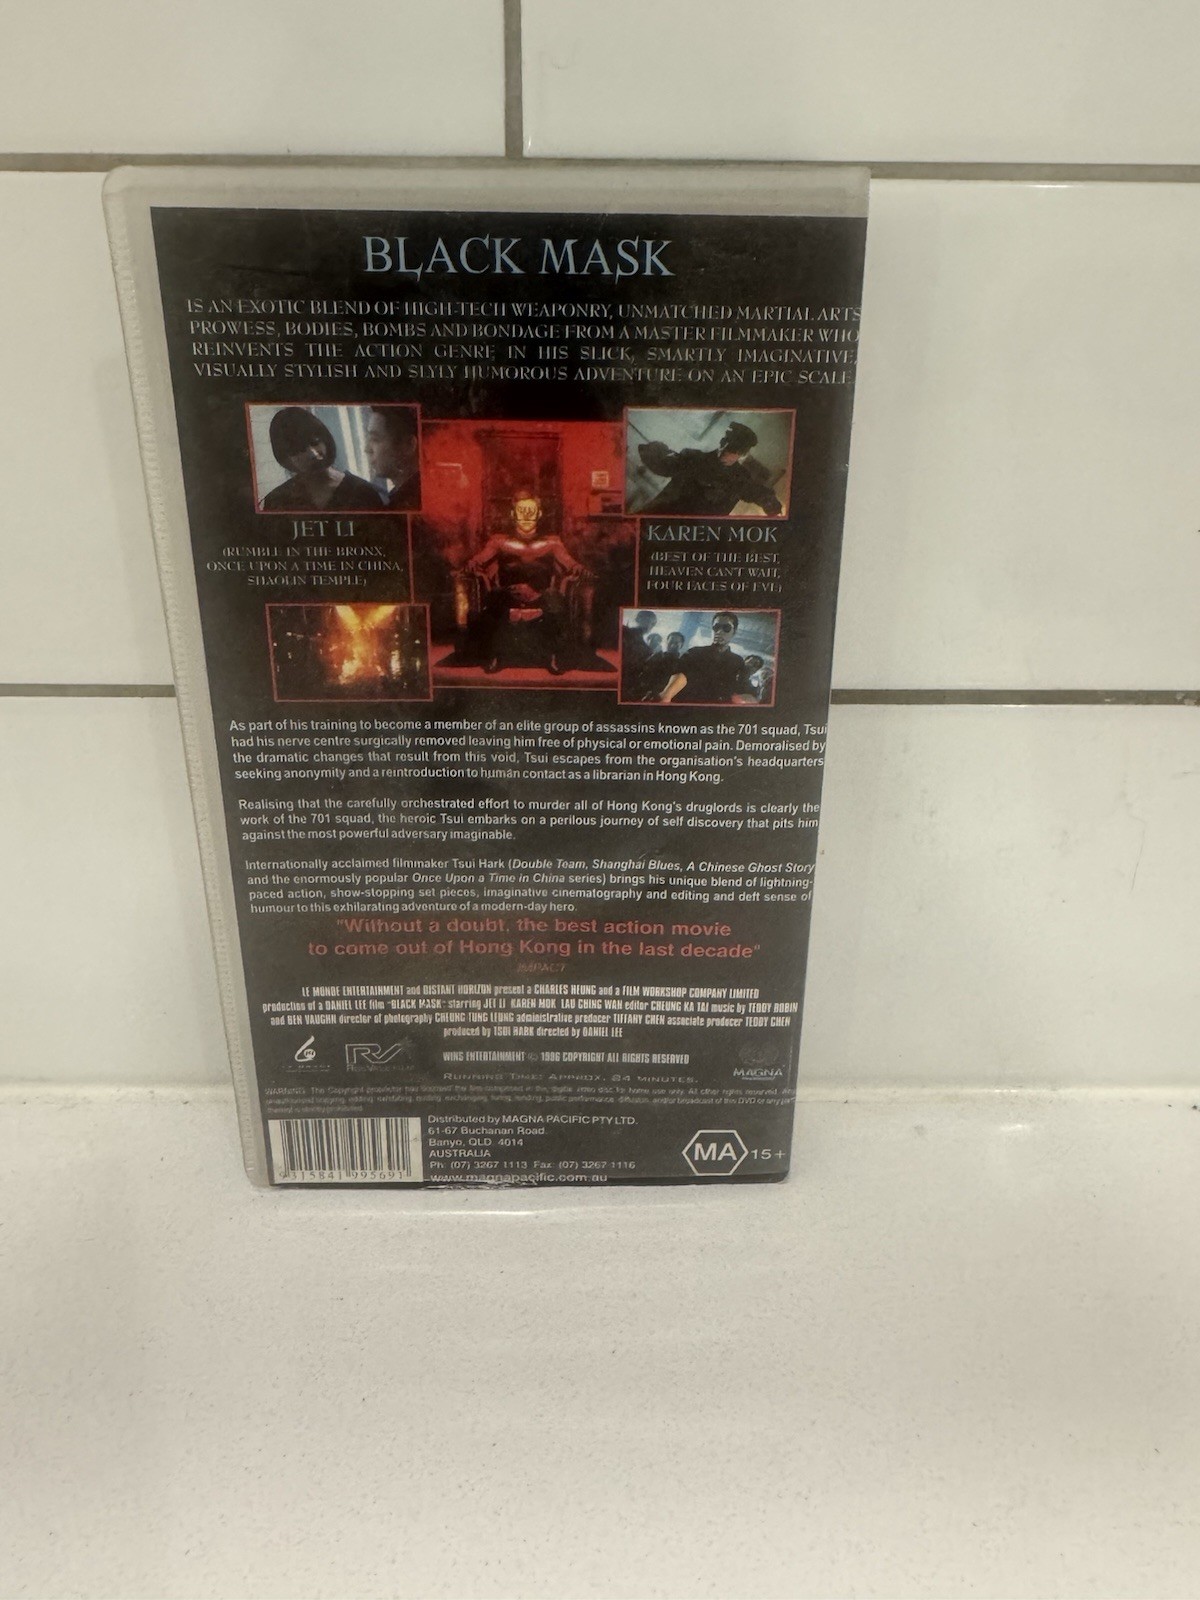 BLACK MASK
IS AN EXOTIC BLEND OF HIGH-TECH WEAPONRY, UNMATCHED MARTIAL ARTS
PROWESS, BODIES, BOMBS AND BONDAGE FROM A MASTER FILMMAKER WHO
REINVENTS THE ACTION GENRE IN HIS SLICK, SMARTLY IMAGINATIVE,
VISUALLY STYLISH AND SLYLY HUMOROUS ADVENTURE ON AN EPIC SCALE.
JET LI
(RUMBLE IN THE BRONX,
ONCE UPON A TIME IN CHINA,
SHAOLIN TEMPLE)
KAREN MOK
(BEST OF THE BEST,
HEAVEN CAN'T WAIT,
FOUR FACES OF EVE)
As part of his training to become a member of an elite group of assassins known as the 701 squad, Tsui
had his nerve centre surgically removed leaving him free of physical or emotional pain. Demoralised by
the dramatic changes that result from this void, Tsui escapes from the organisation's headquarters
seeking anonymity and a reintroduction to human contact as a librarian in Hong Kong.
Realising that the carefully orchestrated effort to murder all of Hong Kong's druglords is clearly the
work of the 701 squad, the heroic Tsui embarks on a perilous journey of self discovery that pits him
against the most powerful adversary imaginable.
Internationally acclaimed filmmaker Tsui Hark (Double Team, Shanghai Blues, A Chinese Ghost Story
and the enormously popular Once Upon a Time in China series) brings his unique blend of lightning-
paced action, show-stopping set pieces, imaginative cinematography and editing and deft sense of
humour to this exhilarating adventure of a modern-day hero.
"Without a doubt, the best action movie
to come out of Hong Kong in the last decade"
IMPACT
LE MONDE ENTERTAINMENT and DISTANT HORIZON present a CHARLES HEUNG and a FILM WORKSHOP COMPANY LIMITED
production of a DANIEL LEE film "BLACK MASK" starring JET LI KAREN MOK LAU CHING WAN editor CHEUNG KA TAI music by TEDDY ROBIN
and BEN VAUGHN director of photography CHEUNG TUNG LEUNG administrative producer TIFFANY CHEN associate producer TEDDY CHEN
produced by TSUI HARK directed by DANIEL LEE
WINS ENTERTAINMENT © 1996 COPYRIGHT ALL RIGHTS RESERVED
MAGNA
RUNNING TIME: APPROX. 84 MINUTES.
9 315841 995691
Distributed by MAGNA PACIFIC PTY LTD.
61-67 Buchanan Road
Banyo, QLD 4014
AUSTRALIA
Ph: (07) 3267 1113 Fax: (07) 3267 1116
www.magnapacific.com.au
MA 15+